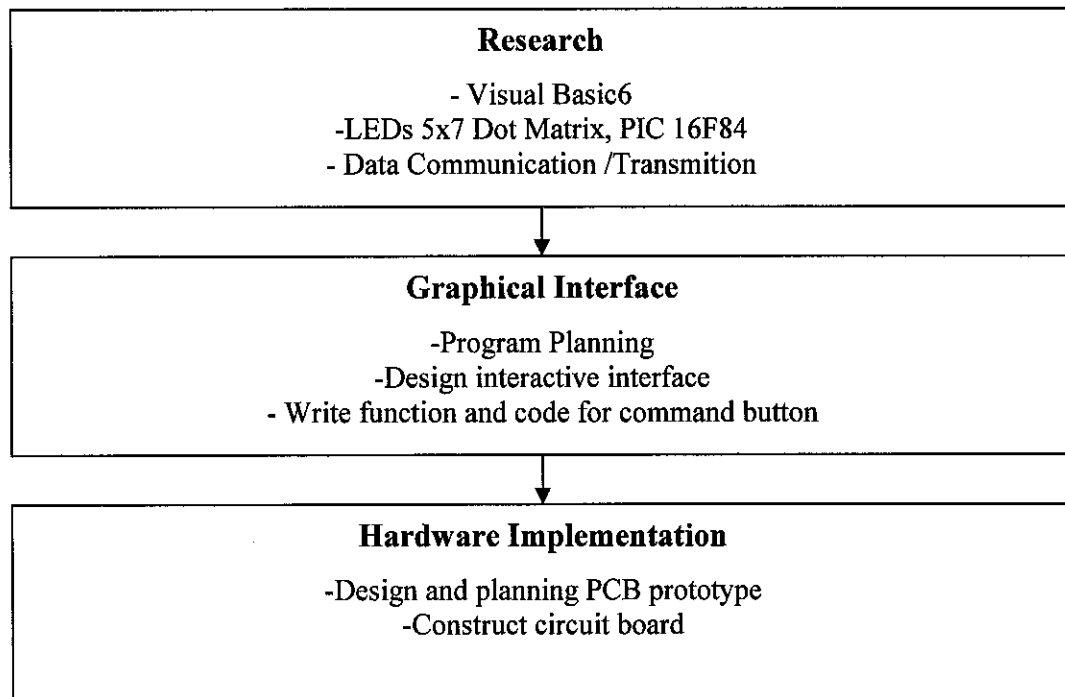 Research
- Visual Basic6
-LEDs 5x7 Dot Matrix, PIC 16F84
- Data Communication /Transmition
Graphical Interface
-Program Planning
-Design interactive interface
- Write function and code for command button
Hardware Implementation
-Design and planning PCB prototype
-Construct circuit board